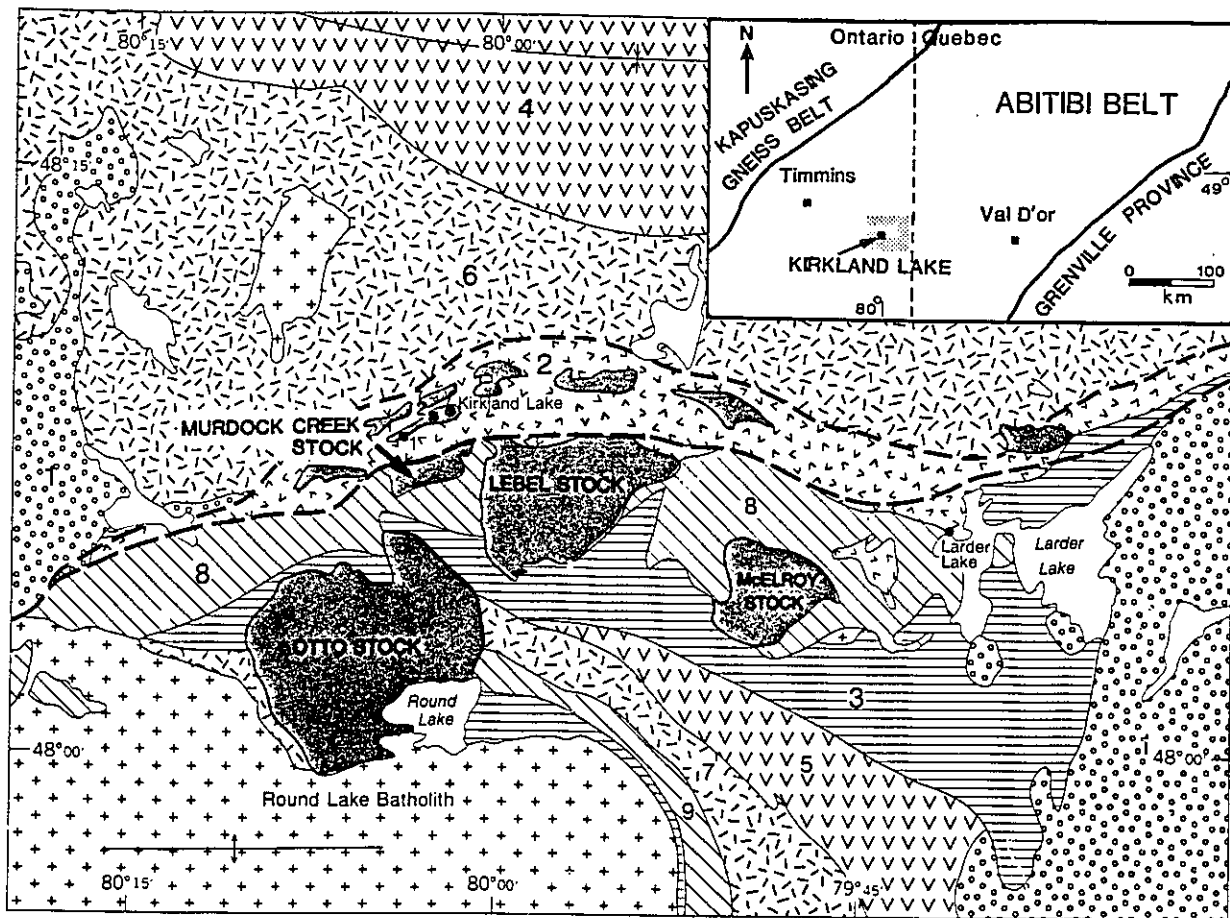 80° 15'
80° 00'
4
48° 15'
6
2
Kirkland Lake
MURDOCK CREEK
STOCK
1
LEBEL STOCK
8
8
Larder
Lake
Larder
Lake
McELROY
STOCK
OTTO STOCK
Round
Lake
3
48° 00'
1
48° 00'
7
5
Round Lake Batholith
9
80° 15'
80° 00'
79° 45'
N
Ontario
Quebec
KAPUSKASING
GNEISS BELT
ABITIBI BELT
Timmins
49°
Val D'or
KIRKLAND LAKE
GRENVILLE PROVINCE
0 100
km
80°